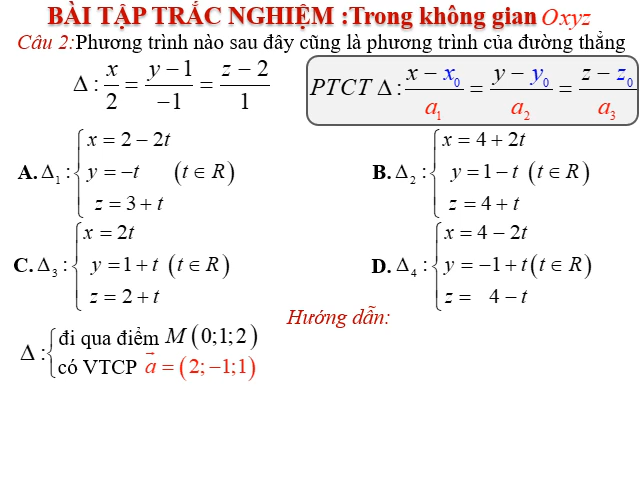 BÀI TẬP TRẮC NGHIỆM :Trong không gian Oxyz
Câu 2:Phương trình nào sau đây cũng là phương trình của đường thẳng
Δ : x/2 = (y − 1)/−1 = (z − 2)/1
PTCT Δ : (x − x₀)/a₁ = (y − y₀)/a₂ = (z − z₀)/a₃
A. Δ₁ : { x = 2 − 2t
y = −t (t ∈ R)
z = 3 + t
B. Δ₂ : { x = 4 + 2t
y = 1 − t (t ∈ R)
z = 4 + t
C. Δ₃ : { x = 2t
y = 1 + t (t ∈ R)
z = 2 + t
D. Δ₄ : { x = 4 − 2t
y = −1 + t (t ∈ R)
z = 4 − t
Hướng dẫn:
Δ : { đi qua điểm M (0;1;2)
có VTCP a⃗ = (2; −1;1)